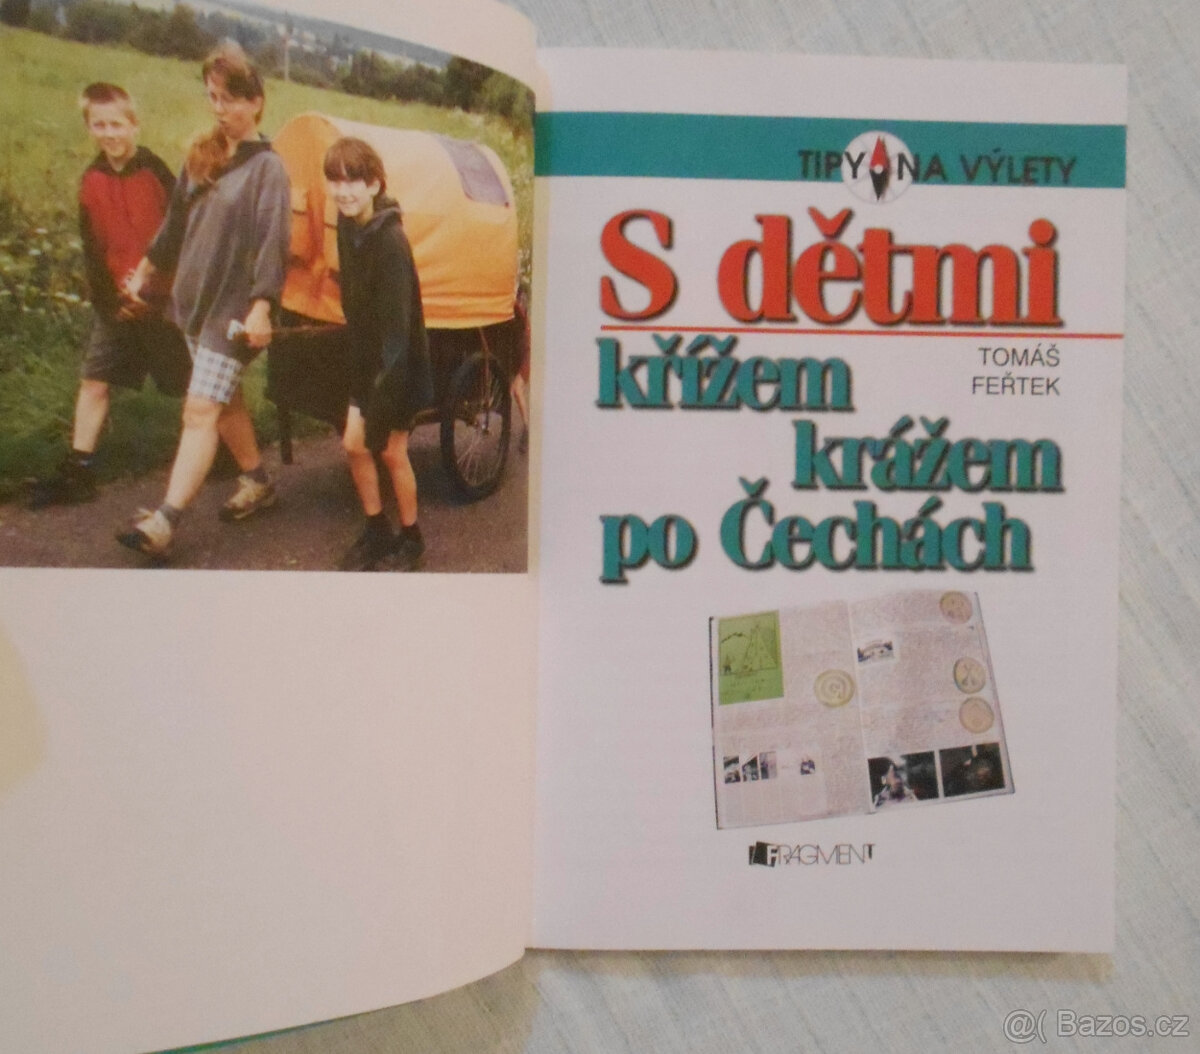 TIPY NA VÝLETY
S dětmi
křížem
TOMÁŠ
FEŘTEK
krážem
po Čechách
FRAGMENT
@( Bazos.cz